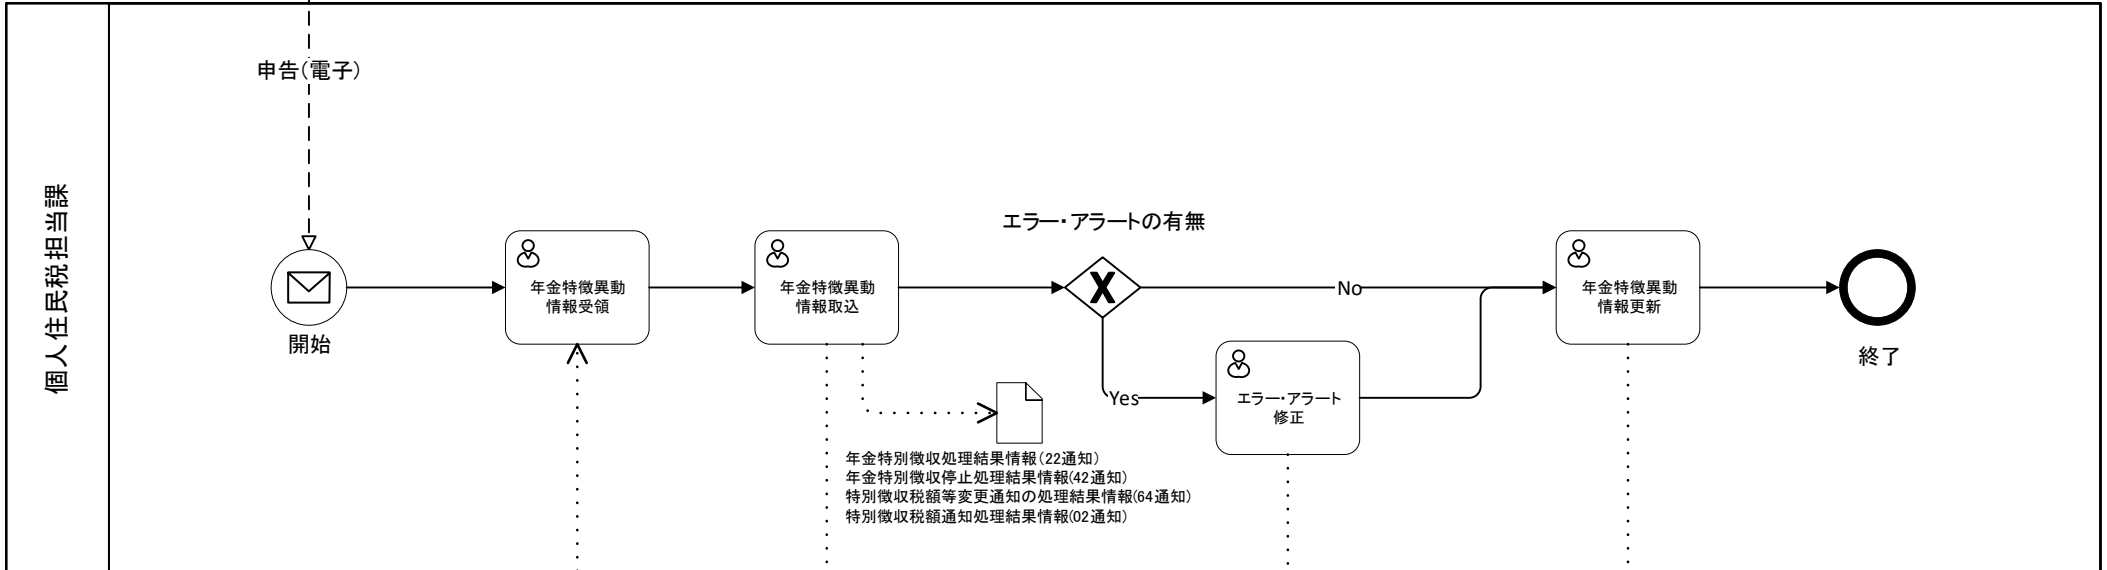 申告(電子)
個人住民税担当課
エラー・アラートの有無
年金特徴異動
情報受領
年金特徴異動
情報取込
No
年金特徴異動
情報更新
開始
終了
Yes
エラー・アラート
修正
年金特別徴収処理結果情報(22通知)
年金特別徴収停止処理結果情報(42通知)
特別徴収税額等変更通知の処理結果情報(64通知)
特別徴収税額通知処理結果情報(02通知)